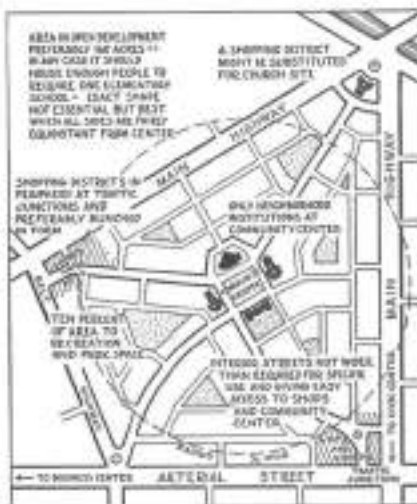 AREA IN OPEN DEVELOPMENT
PREFERABLY 160 ACRES
IN ANY CASE IT SHOULD
HOUSE ENOUGH PEOPLE TO
REQUIRE ONE ELEMENTARY
SCHOOL - EXACT SHAPE
NOT ESSENTIAL BUT BEST
WHEN ALL SIDES ARE FAIRLY
EQUIDISTANT FROM CENTER
A SHOPPING DISTRICT
MIGHT BE SUBSTITUTED
FOR CHURCH SITE
MAIN HIGHWAY
HIGHWAY
SHOPPING DISTRICTS IN
PERIPHERY AT TRAFFIC
JUNCTIONS AND
PREFERABLY BUNCHED
IN FORM
ONLY NEIGHBORHOOD
INSTITUTIONS AT
COMMUNITY CENTER
MAIN
TEN PERCENT
OF AREA TO
RECREATION
AND PARK SPACE
INTERIOR STREETS NOT WIDER
THAN REQUIRED FOR SPECIFIC
USE AND GIVING EASY
ACCESS TO SHOPS
AND COMMUNITY
CENTER
TO CIVIC CENTER
TRAFFIC
JUNCTION
TO BUSINESS CENTER
ARTERIAL STREET